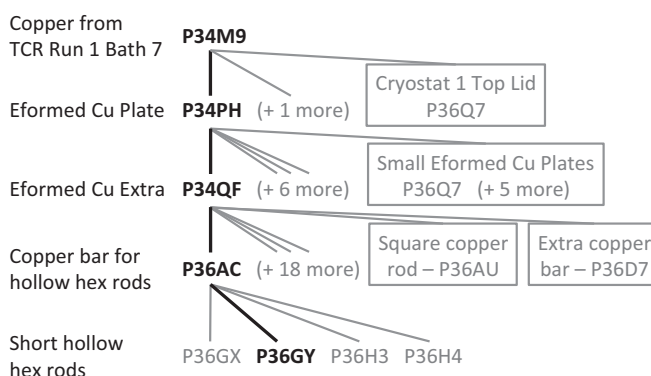 Copper from
TCR Run 1 Bath 7
P34M9
Cryostat 1 Top Lid
P36Q7
Eformed Cu Plate
P34PH (+ 1 more)
Small Eformed Cu Plates
P36Q7 (+ 5 more)
Eformed Cu Extra
P34QF (+ 6 more)
Square copper
rod – P36AU
Extra copper
bar – P36D7
Copper bar for
hollow hex rods
P36AC (+ 18 more)
Short hollow
hex rods
P36GX P36GY P36H3 P36H4